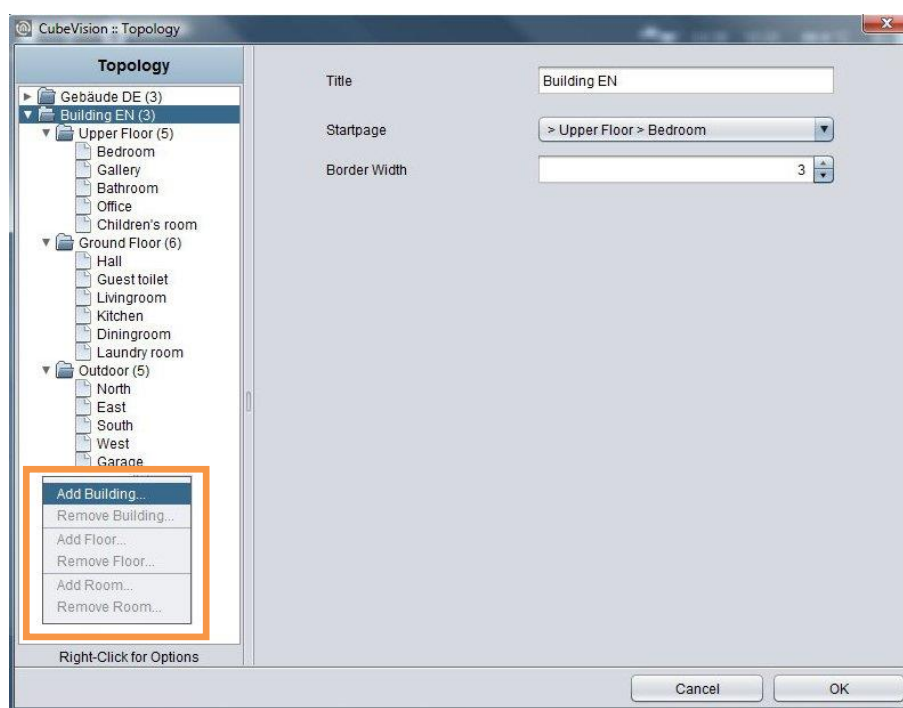 CubeVision :: Topology
Topology
Gebäude DE (3)
Building EN (3)
Upper Floor (5)
Bedroom
Gallery
Bathroom
Office
Children's room
Ground Floor (6)
Hall
Guest toilet
Livingroom
Kitchen
Diningroom
Laundry room
Outdoor (5)
North
East
South
West
Garage
Add Building...
Remove Building...
Add Floor...
Remove Floor...
Add Room...
Remove Room...
Right-Click for Options
Title
Building EN
Startpage
> Upper Floor > Bedroom
Border Width
3
Cancel
OK